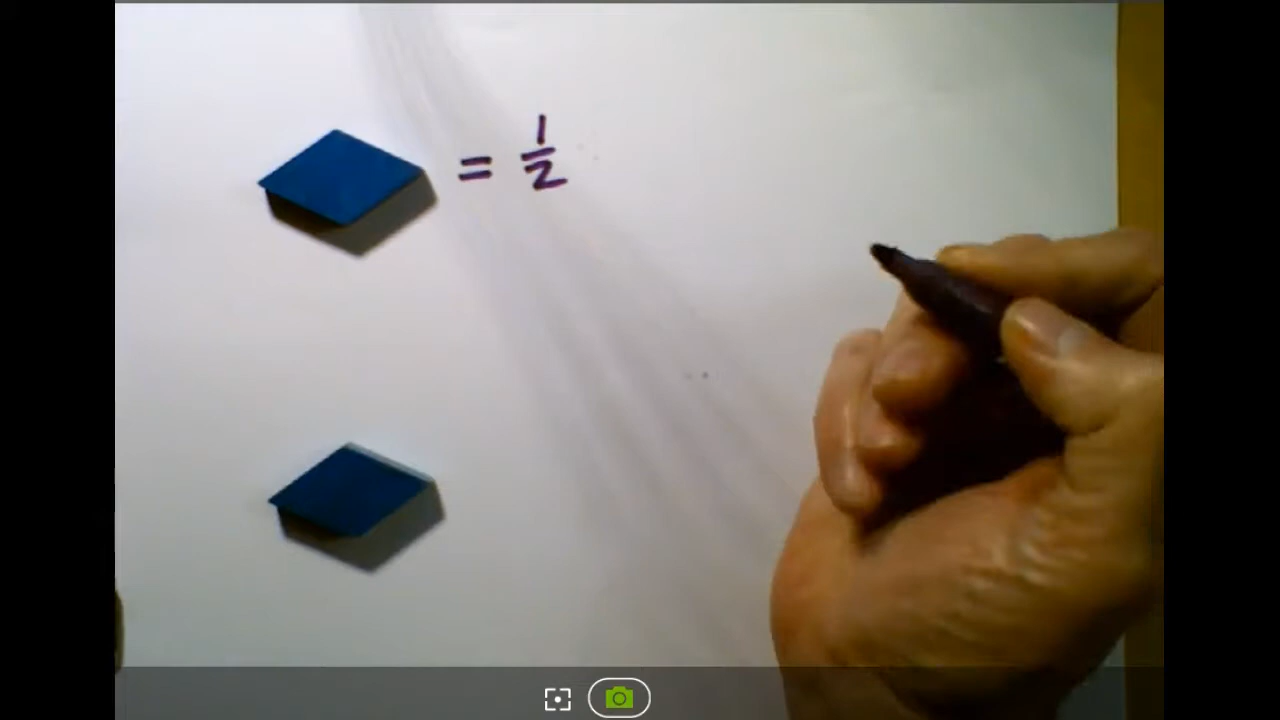 = 1/2